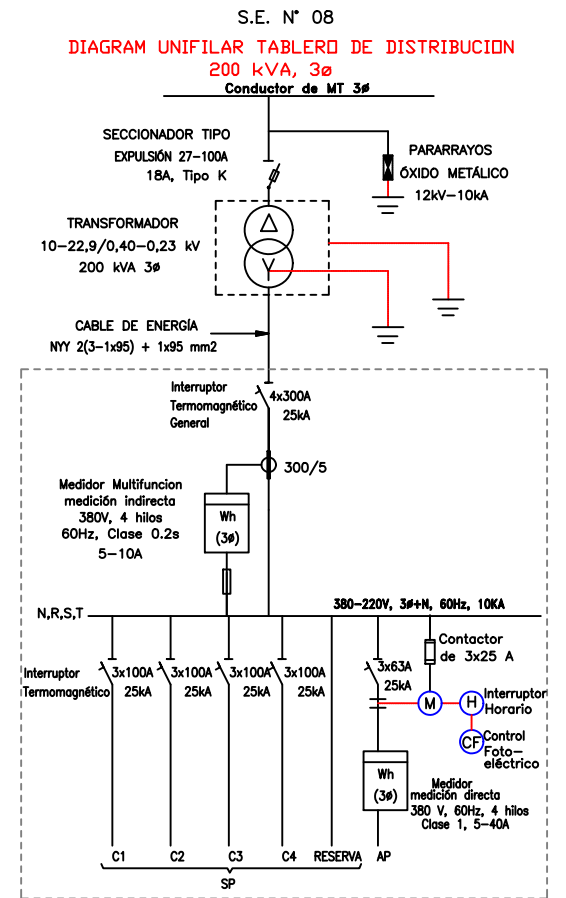 S.E. N° 08
DIAGRAM UNIFILAR TABLERO DE DISTRIBUCION
200 kVA, 3ø
Conductor de MT 3Ø
SECCIONADOR TIPO
EXPULSIÓN 27-100A
18A, Tipo K
PARARRAYOS
ÓXIDO METÁLICO
12kV-10kA
TRANSFORMADOR
10-22,9/0,40-0,23 kV
200 kVA 3ø
CABLE DE ENERGÍA
NYY 2(3-1x95) + 1x95 mm2
Interruptor
Termomagnético
General
4x300A
25kA
300/5
Medidor Multifuncion
medición indirecta
380V, 4 hilos
60Hz, Clase 0.2s
5-10A
Wh
(3ø)
N,R,S,T
380-220V, 3ø+N, 60Hz, 10KA
Interruptor
Termomagnético
3x100A
25kA
3x100A
25kA
3x100A
25kA
3x100A
25kA
3x63A
25kA
Contactor
de 3x25 A
M
H
Interruptor
Horario
CF
Control
Foto-
eléctrico
Wh
(3ø)
Medidor
medición directa
380 V, 60Hz, 4 hilos
Clase 1, 5-40A
C1
C2
C3
C4
RESERVA
AP
SP